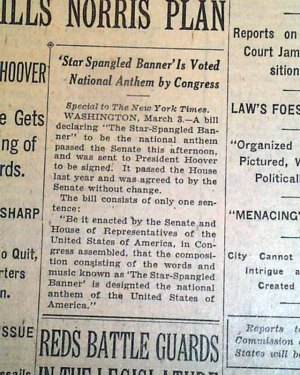 ILLS NORRIS PLAN
'Star Spangled Banner' Is Voted
National Anthem by Congress
Special to The New York Times.
WASHINGTON, March 3.—A bill
declaring "The Star-Spangled Ban-
ner" to be the national anthem
passed the Senate this afternoon,
and was sent to President Hoover
to be signed. It passed the House
last year and was agreed to by the
Senate without change.
The bill consists of only one sen-
tence:
"Be it enacted by the Senate and
House of Representatives of the
United States of America, in Con-
gress assembled, that the composi-
tion consisting of the words and
music known as 'The Star-Spangled
Banner' is designted the national
anthem of the United States of
America."
REDS BATTLE GUARDS
IN THE LEGISLATURE
HOOVER
e Gets
ng of
rds.
SHARP
o Quit,
rters
n.
ISSUE
Reports on
Court Jam
sition
LAW'S FOES
"Organized
Pictured, W
Political
"MENACING"
City Cannot
Intrigue a
Created
Reports to
Commission
States will be